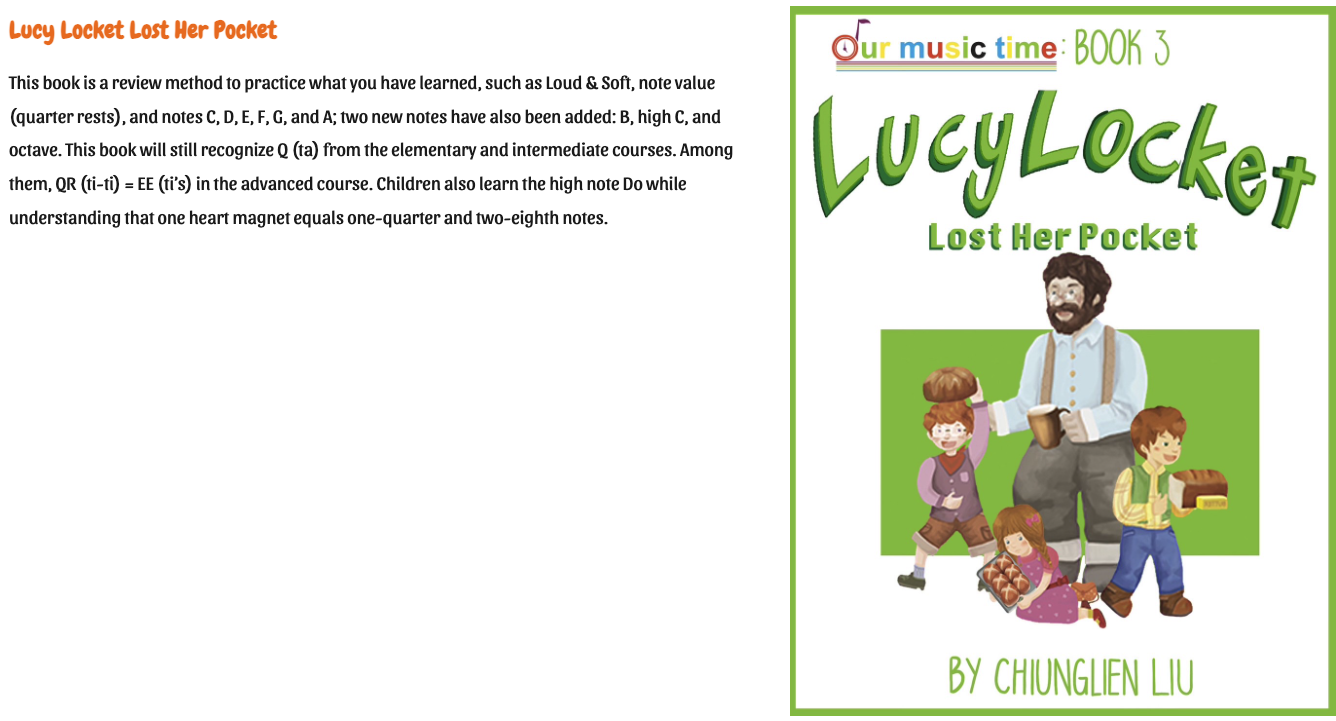 Lucy Locket Lost Her Pocket
This book is a review method to practice what you have learned, such as Loud & Soft, note value
(quarter rests), and notes C, D, E, F, G, and A; two new notes have also been added: B, high C, and
octave. This book will still recognize Q (ta) from the elementary and intermediate courses. Among
them, QR (ti-ti) = EE (ti’s) in the advanced course. Children also learn the high note Do while
understanding that one heart magnet equals one-quarter and two-eighth notes.
Our music time: BOOK 3
Lucy Locket
Lost Her Pocket
BUTTER
BY CHIUNGLIEN LIU